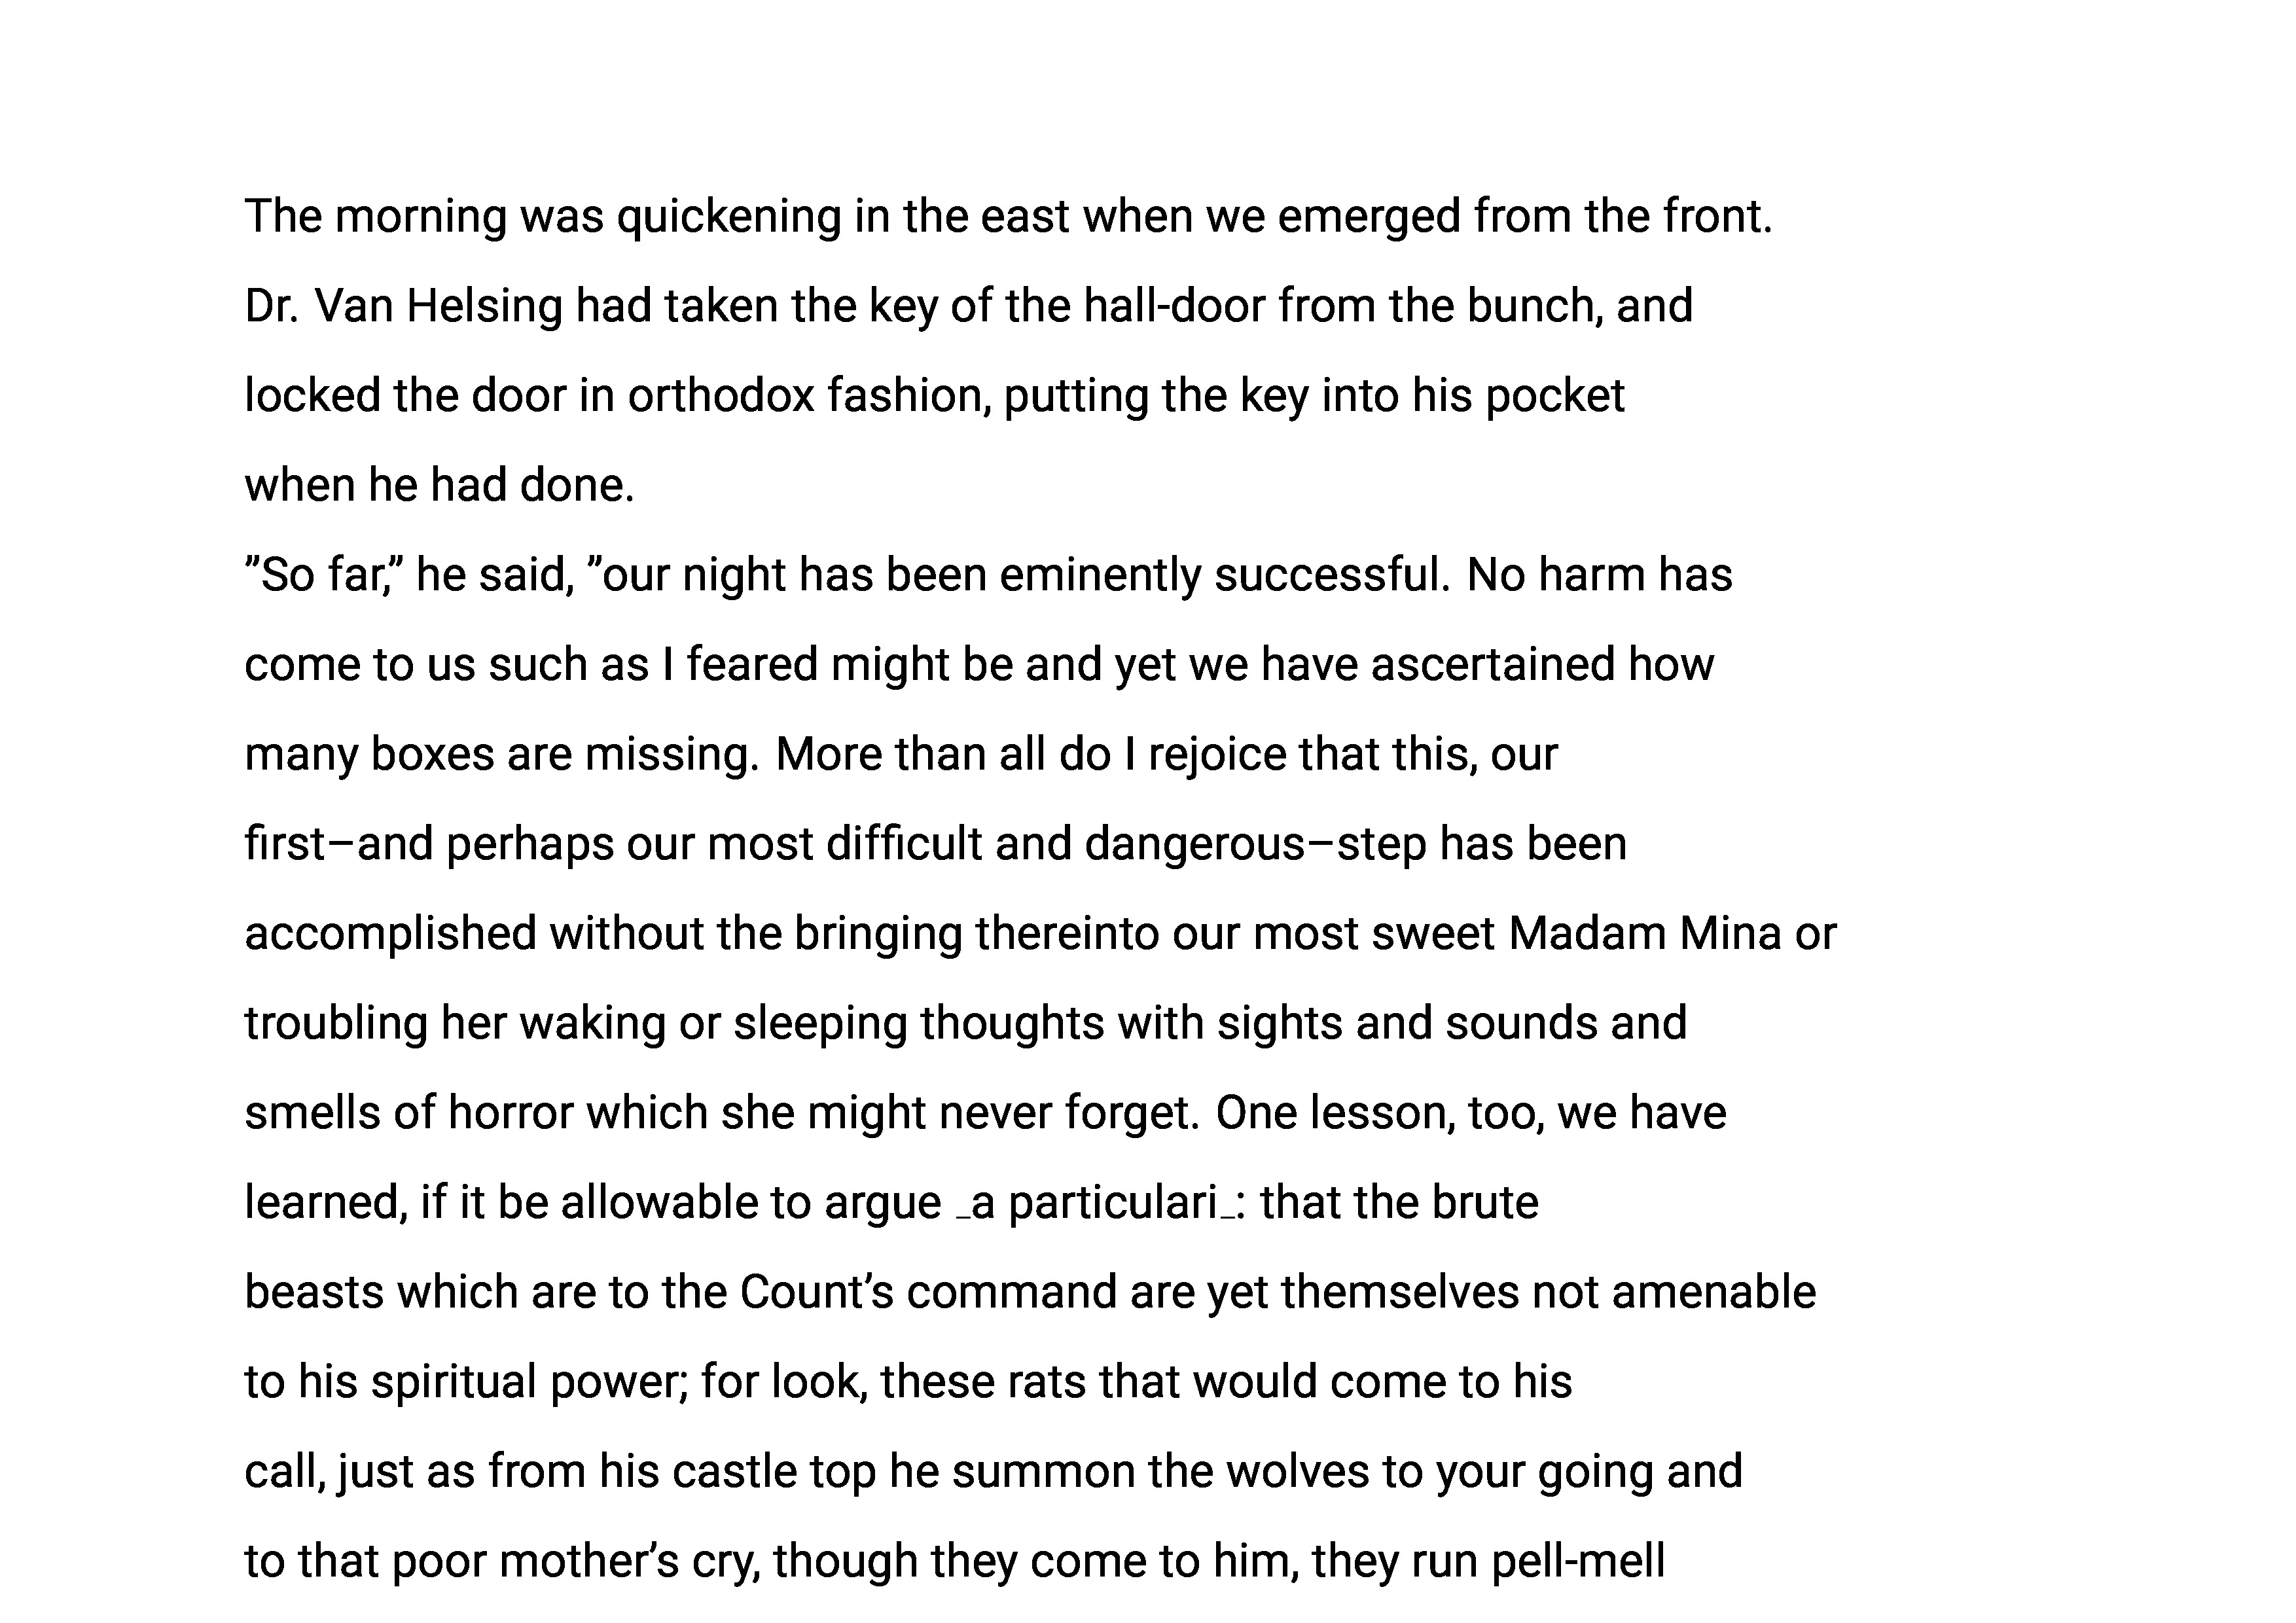 The morning was quickening in the east when we emerged from the front.
Dr. Van Helsing had taken the key of the hall-door from the bunch, and
locked the door in orthodox fashion, putting the key into his pocket
when he had done.
”So far,” he said, ”our night has been eminently successful. No harm has
come to us such as I feared might be and yet we have ascertained how
many boxes are missing. More than all do I rejoice that this, our
first–and perhaps our most difficult and dangerous–step has been
accomplished without the bringing thereinto our most sweet Madam Mina or
troubling her waking or sleeping thoughts with sights and sounds and
smells of horror which she might never forget. One lesson, too, we have
learned, if it be allowable to argue _a particulari_: that the brute
beasts which are to the Count’s command are yet themselves not amenable
to his spiritual power; for look, these rats that would come to his
call, just as from his castle top he summon the wolves to your going and
to that poor mother’s cry, though they come to him, they run pell-mell